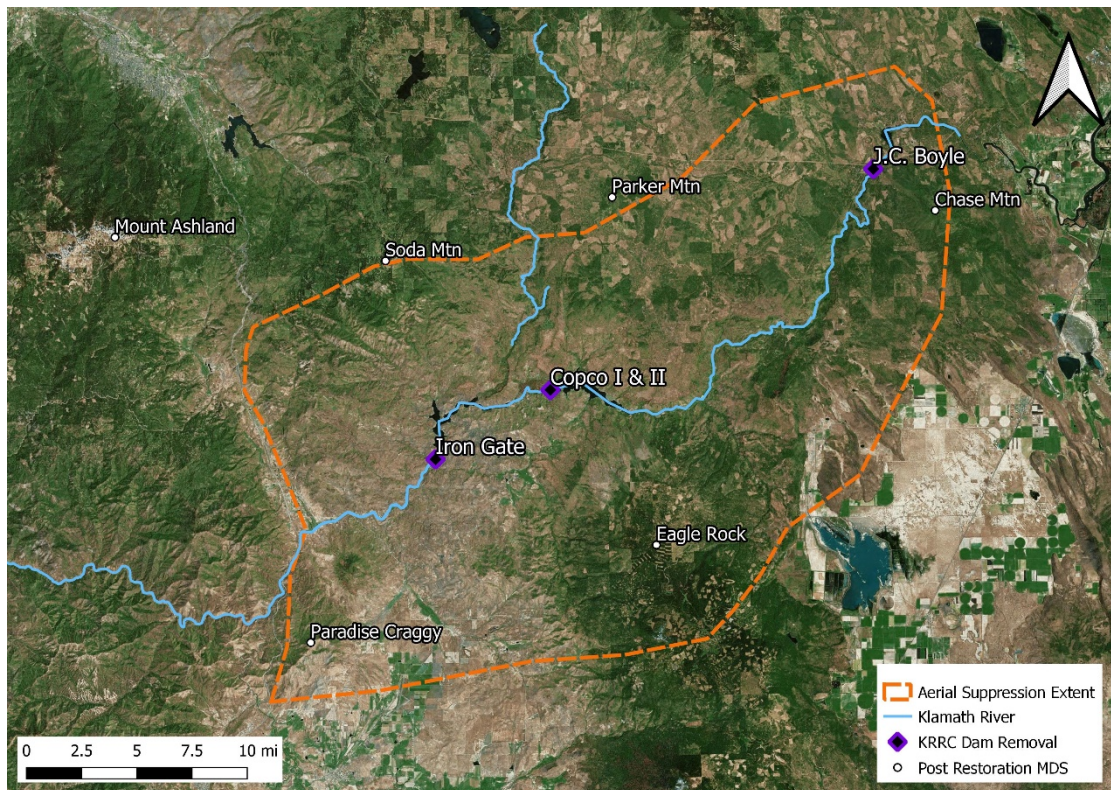 J.C. Boyle
Parker Mtn
Chase Mtn
Mount Ashland
Soda Mtn
Copco I & II
Iron Gate
Eagle Rock
Paradise Craggy
Aerial Suppression Extent
Klamath River
KRRC Dam Removal
Post Restoration MDS
0 2.5 5 7.5 10 mi